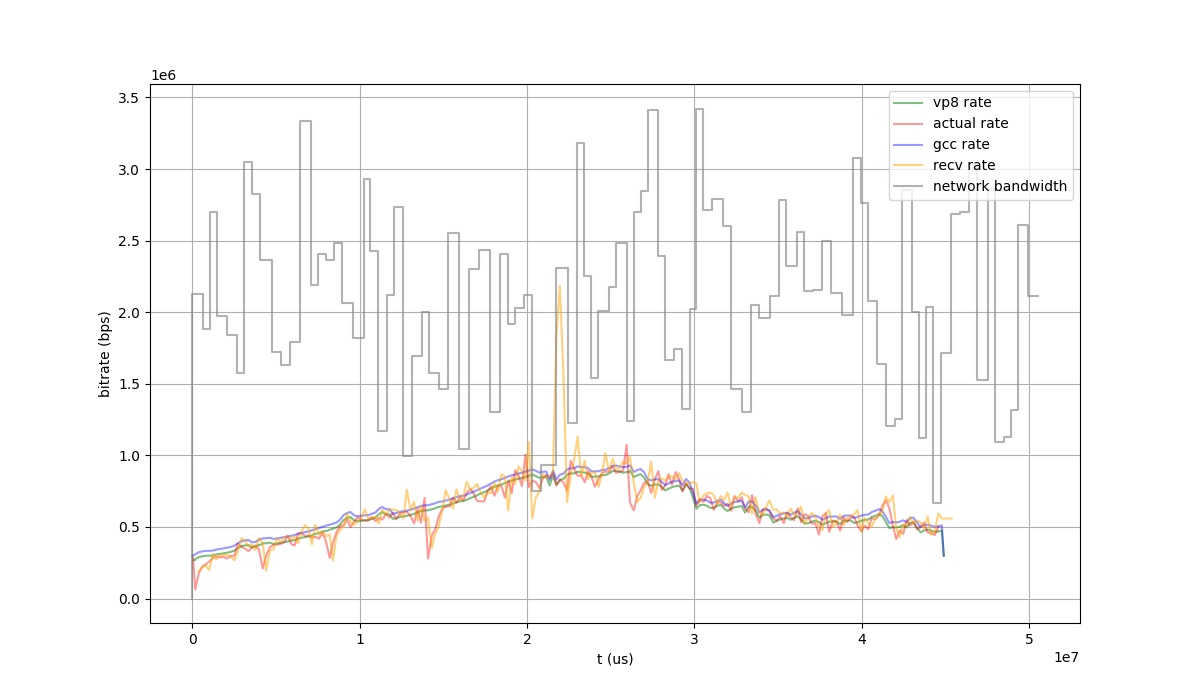 1e6
3.5
3.0
2.5
2.0
1.5
1.0
0.5
0.0
bitrate (bps)
vp8 rate
actual rate
gcc rate
recv rate
network bandwidth
0
1
2
3
4
5
t (us)
1e7